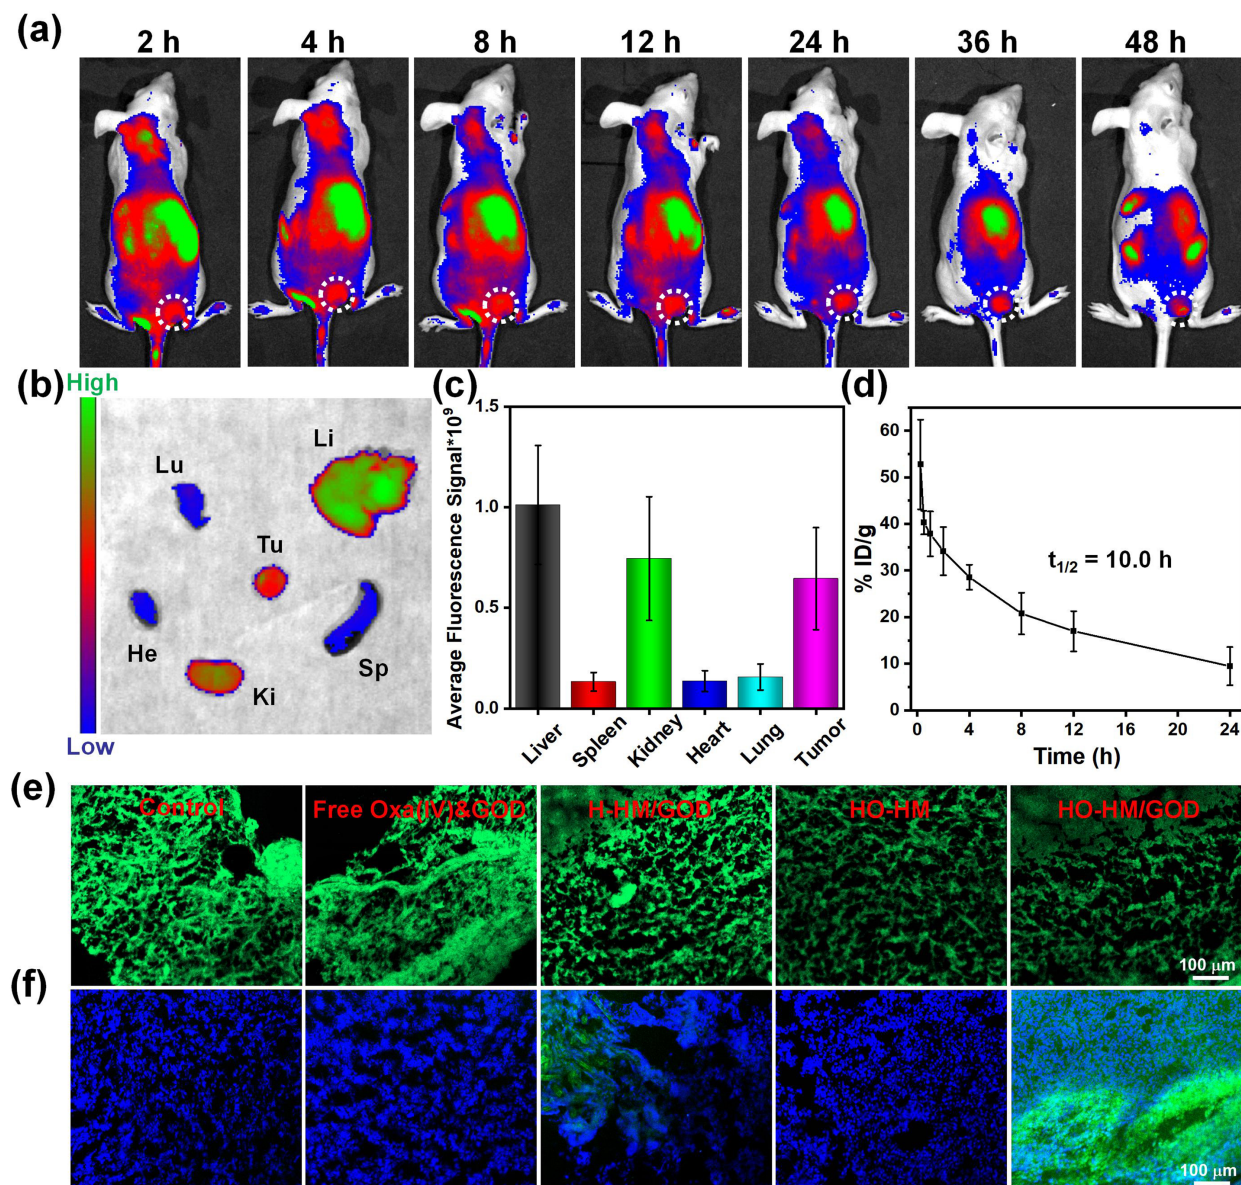 (a)
2 h 4 h 8 h 12 h 24 h 36 h 48 h
(b)
High
Low
Lu
Li
Tu
He
Ki
Sp
(c)
Average Fluorescence Signal*10⁹
1.5
1.0
0.5
0.0
Liver Spleen Kidney Heart Lung Tumor
(d)
% ID/g
60
50
40
30
20
10
0
t1/2 = 10.0 h
0 4 8 12 16 20 24
Time (h)
(e)
Control Free Oxa(IV)&GOD H-HM/GOD HO-HM HO-HM/GOD
100 μm
(f)
100 μm